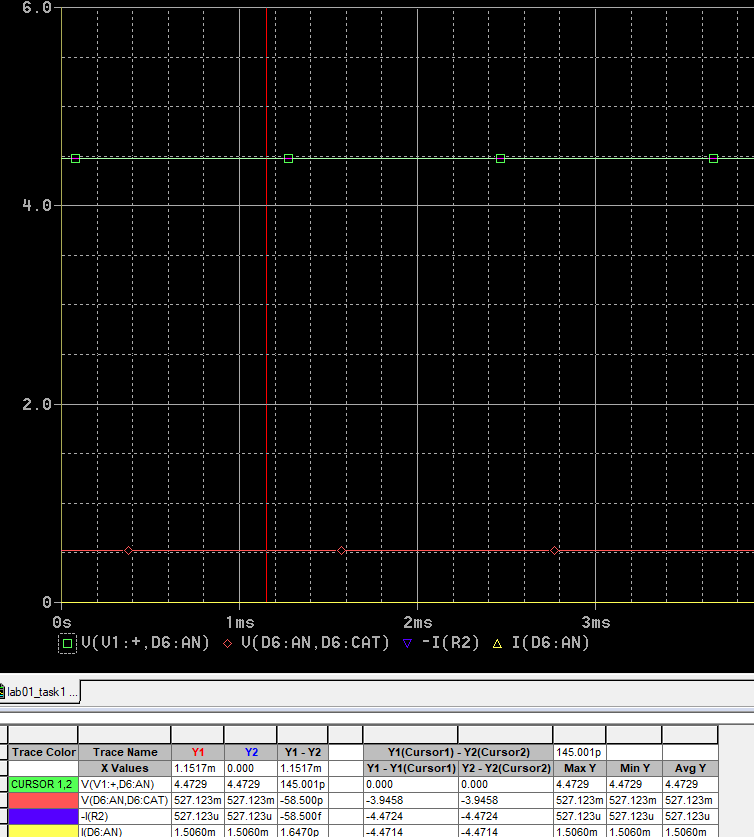 6.0
4.0
2.0
0
0s 1ms 2ms 3ms
V(V1:+,D6:AN) V(D6:AN,D6:CAT) -I(R2) I(D6:AN)
lab01_task1 ...
Trace Color Trace Name Y1 Y2 Y1 - Y2 Y1(Cursor1) - Y2(Cursor2) 145.001p
X Values 1.1517m 0.000 1.1517m Y1 - Y1(Cursor1) Y2 - Y2(Cursor2) Max Y Min Y Avg Y
CURSOR 1,2 V(V1:+,D6:AN) 4.4729 4.4729 145.001p 0.000 0.000 4.4729 4.4729 4.4729
V(D6:AN,D6:CAT) 527.123m 527.123m -58.500p -3.9458 -3.9458 527.123m 527.123m 527.123m
-I(R2) 527.123u 527.123u -58.500f -4.4724 -4.4724 527.123u 527.123u 527.123u
I(D6:AN) 1.5060m 1.5060m 1.6470p -4.4714 -4.4714 1.5060m 1.5060m 1.5060m